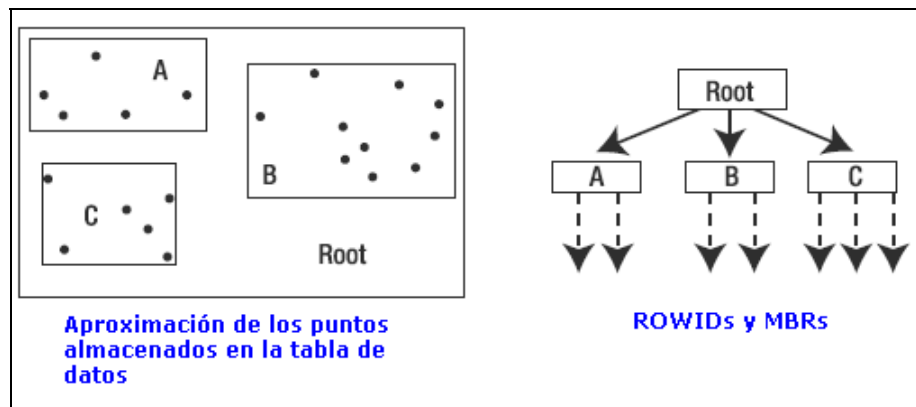 A
B
C
Root
Aproximación de los puntos
almacenados en la tabla de
datos
Root
A
B
C
ROWIDs y MBRs